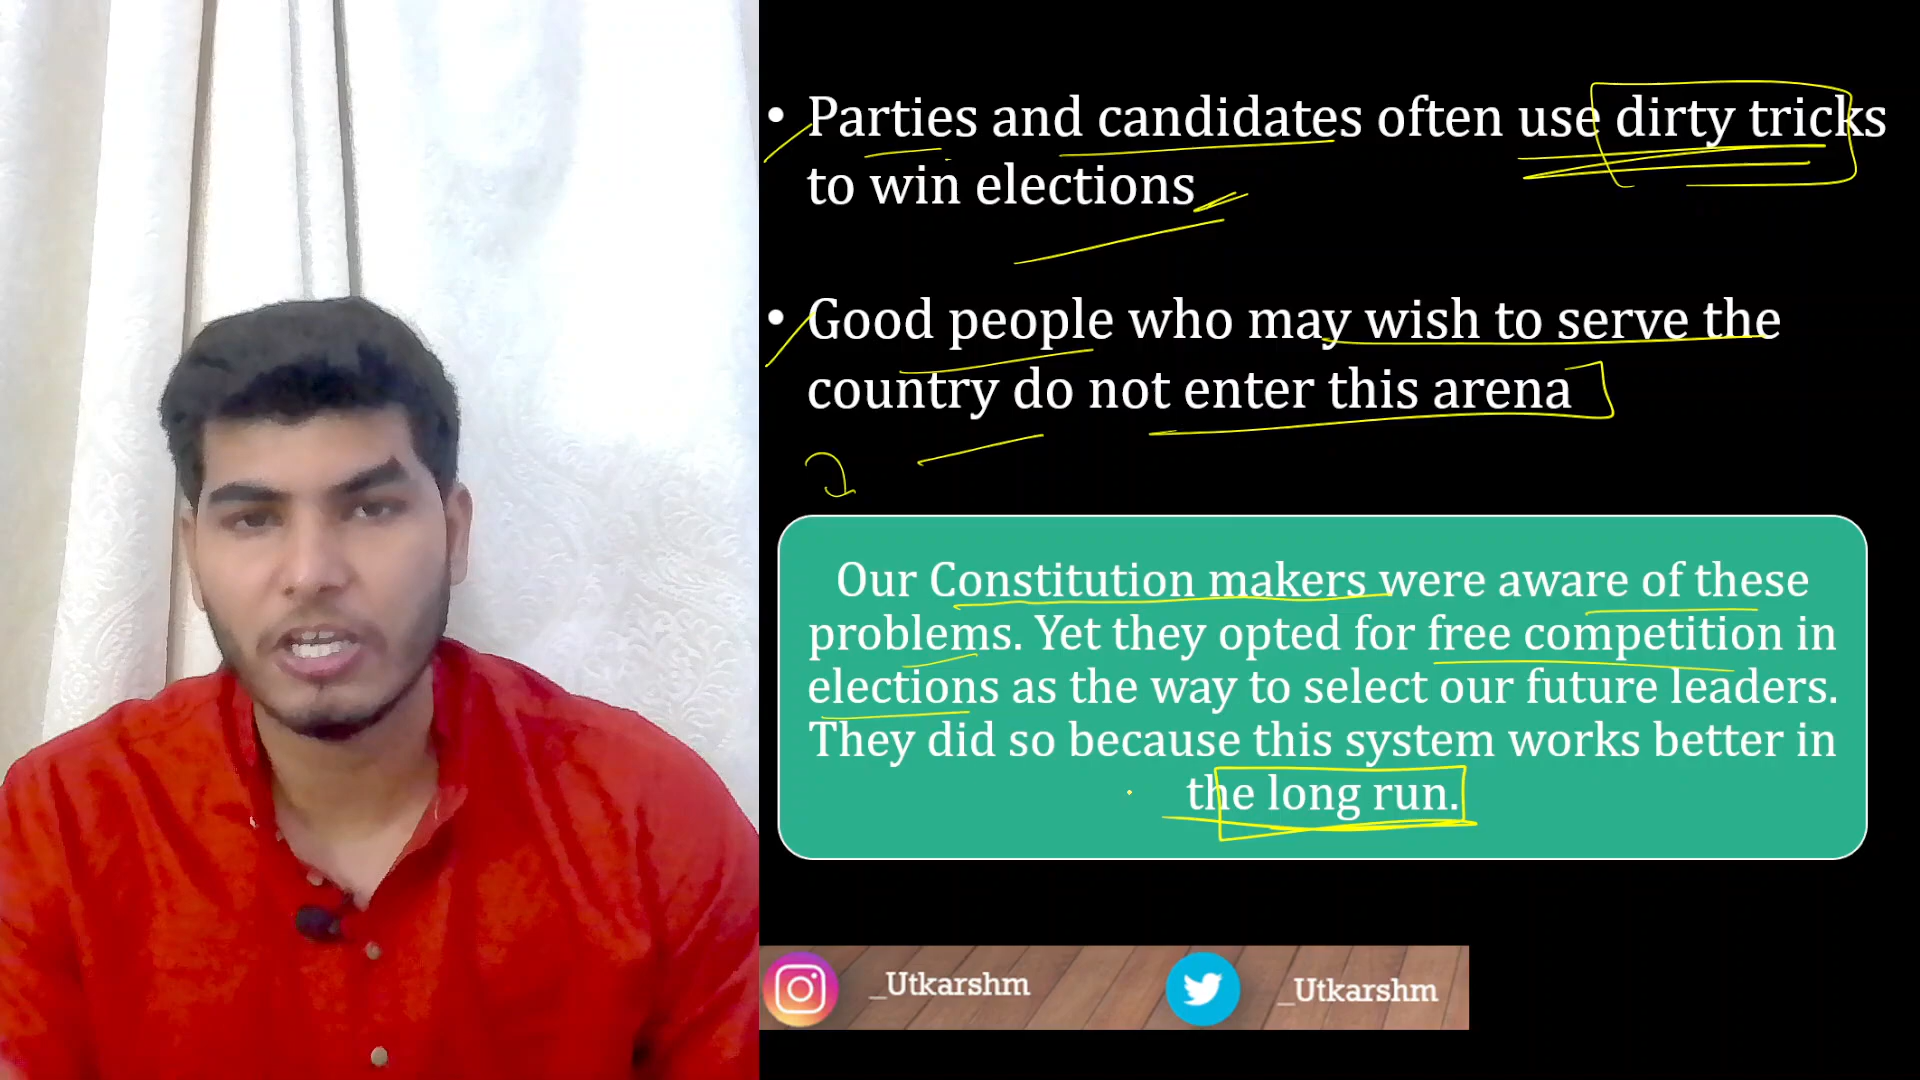 • Parties and candidates often use dirty tricks
to win elections
• Good people who may wish to serve the
country do not enter this arena
Our Constitution makers were aware of these
problems. Yet they opted for free competition in
elections as the way to select our future leaders.
They did so because this system works better in
the long run.
_Utkarshm
_Utkarshm